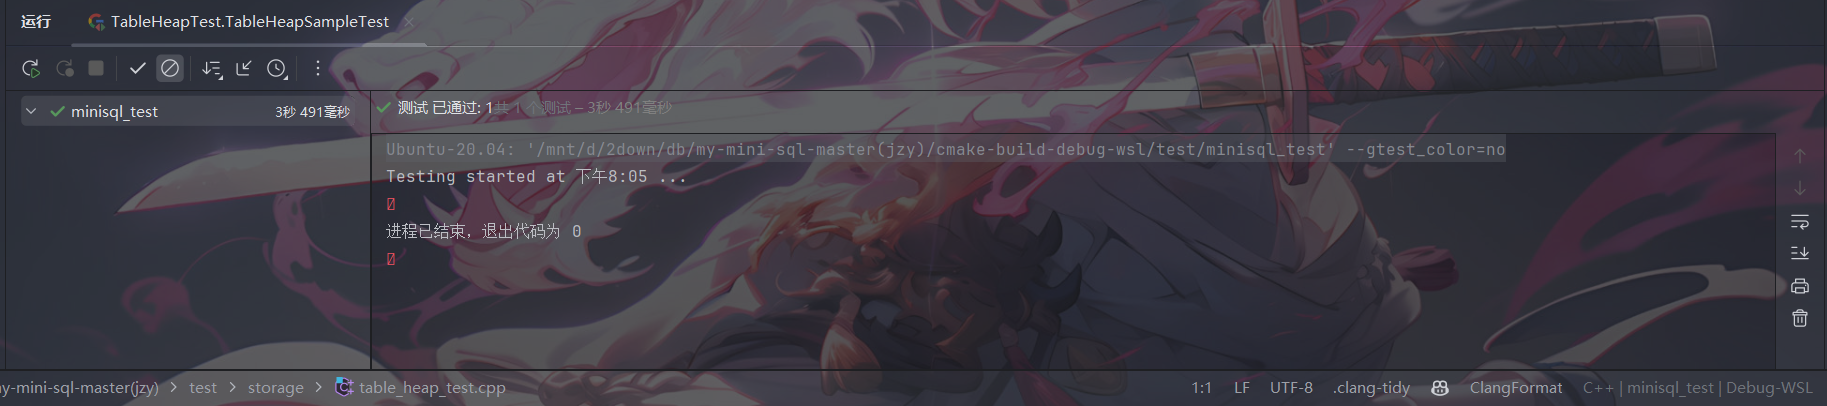 运行 TableHeapTest.TableHeapSampleTest
minisql_test 3秒 491毫秒
测试 已通过: 1共 1 个测试 – 3秒 491毫秒
Ubuntu-20.04: '/mnt/d/2down/db/my-mini-sql-master(jzy)/cmake-build-debug-wsl/test/minisql_test' --gtest_color=no
Testing started at 下午8:05 ...
进程已结束，退出代码为 0
y-mini-sql-master(jzy) > test > storage > table_heap_test.cpp 1:1 LF UTF-8 .clang-tidy ClangFormat C++ | minisql_test | Debug-WSL